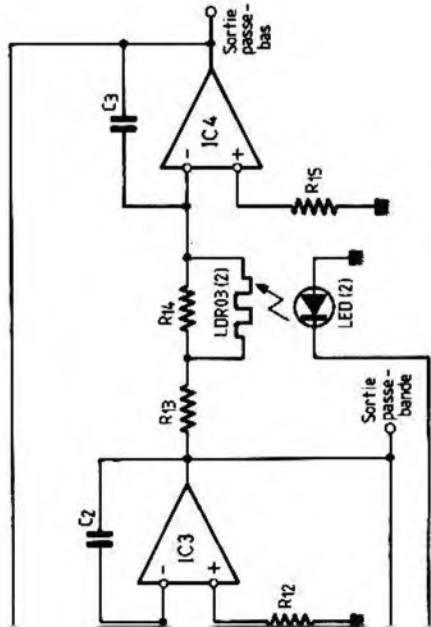 Sortie
passe-
bas
C3
IC4
-
+
R15
R14
LDR03(2)
LED(2)
R13
Sortie
passe-
bande
C2
IC3
-
+
R12